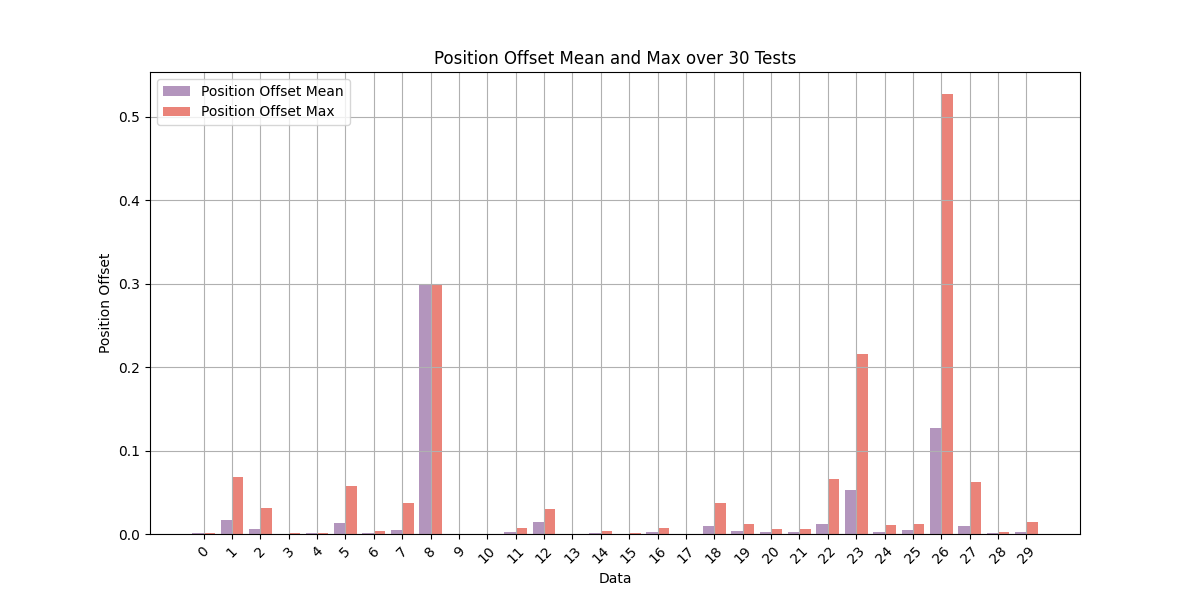 Position Offset Mean and Max over 30 Tests
Position Offset Mean
Position Offset Max
Position Offset
0.5
0.4
0.3
0.2
0.1
0.0
0 1 2 3 4 5 6 7 8 9 10 11 12 13 14 15 16 17 18 19 20 21 22 23 24 25 26 27 28 29
Data